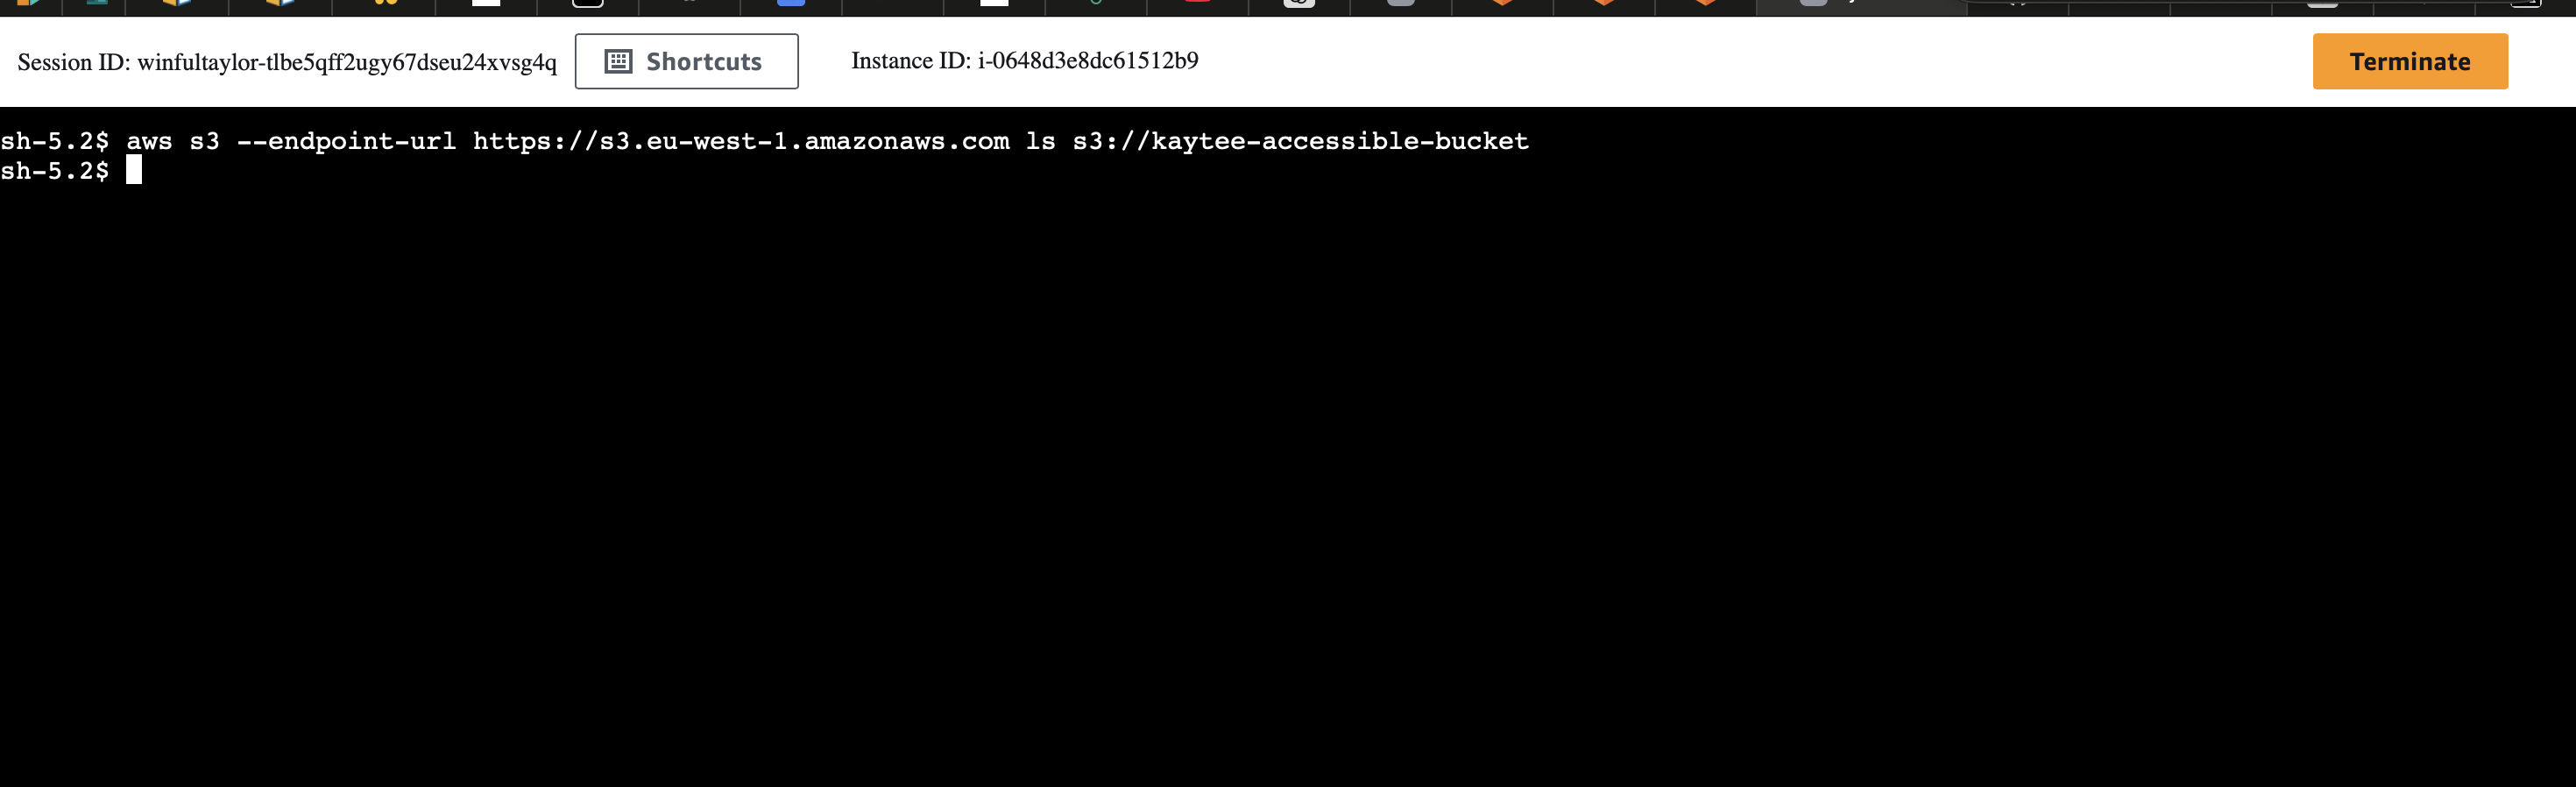 Session ID: winfultaylor-tlbe5qff2ugy67dseu24xvsg4q
Shortcuts
Instance ID: i-0648d3e8dc61512b9
Terminate
sh-5.2$ aws s3 --endpoint-url https://s3.eu-west-1.amazonaws.com ls s3://kaytee-accessible-bucket
sh-5.2$